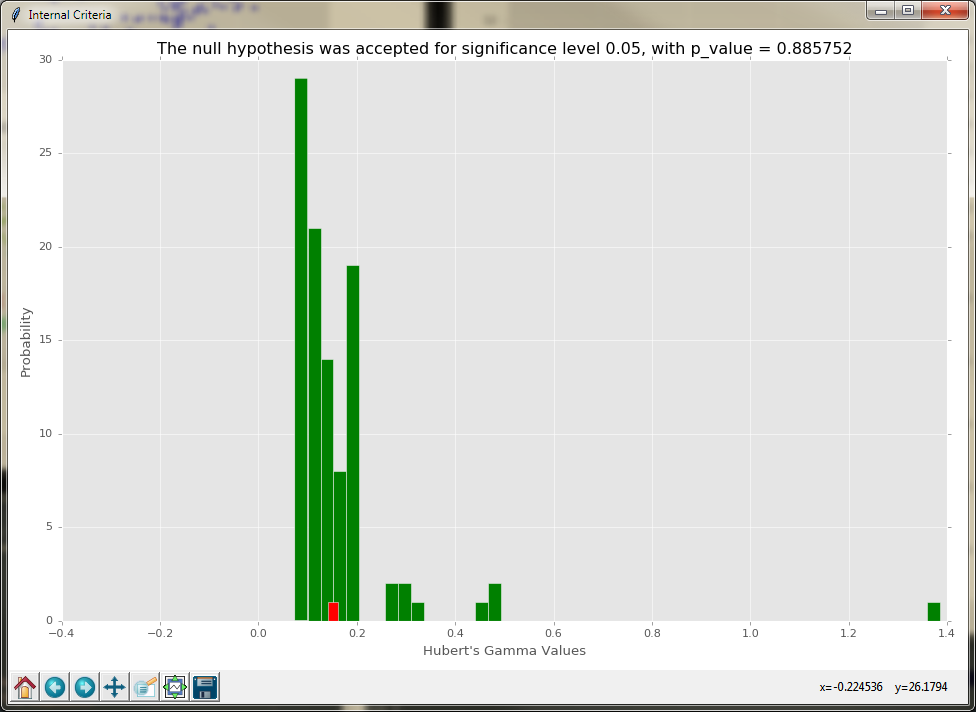 Internal Criteria
The null hypothesis was accepted for significance level 0.05, with p_value = 0.885752
30
25
20
15
10
5
0
Probability
−0.4 −0.2 0.0 0.2 0.4 0.6 0.8 1.0 1.2 1.4
Hubert's Gamma Values
x=-0.224536 y=26.1794